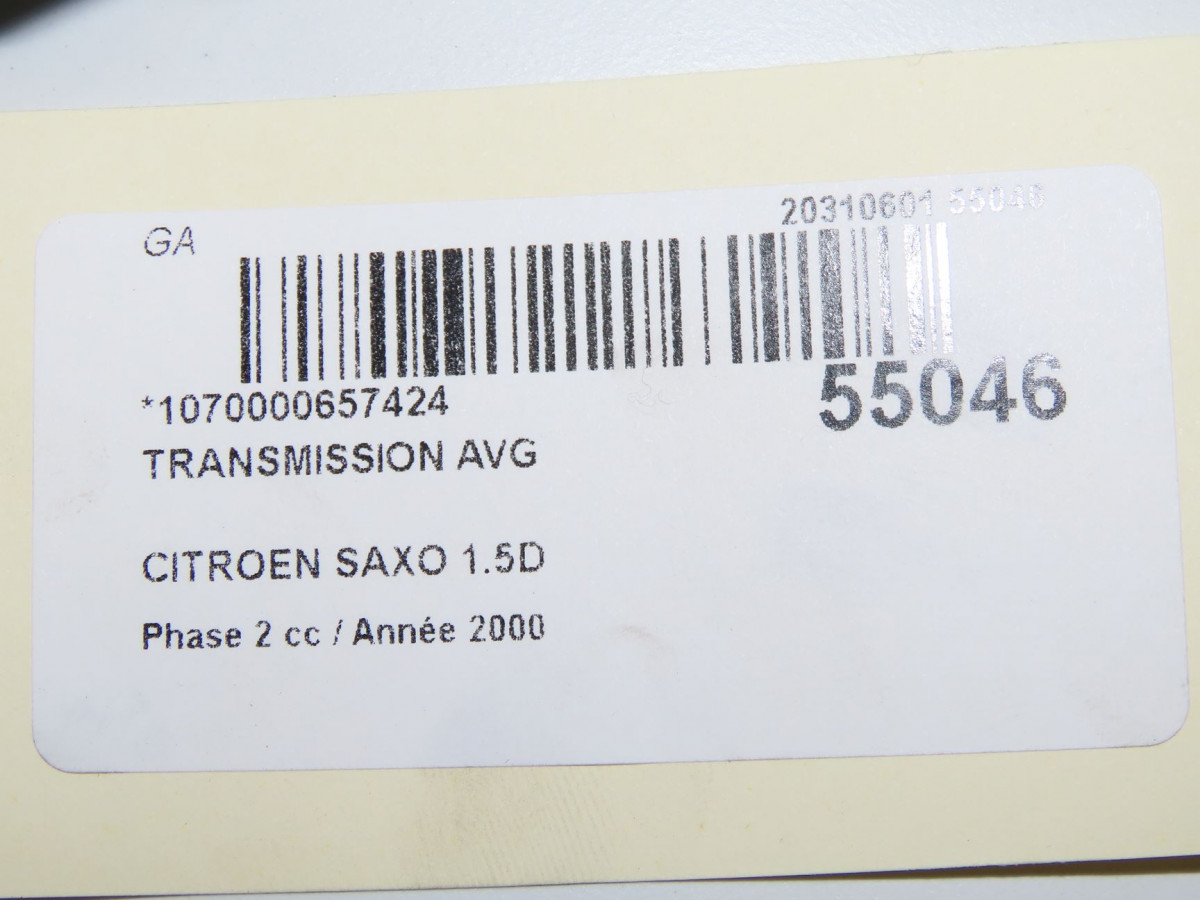 GA
20310601 55046
*1070000657424
55046
TRANSMISSION AVG
CITROEN SAXO 1.5D
Phase 2 cc / Année 2000